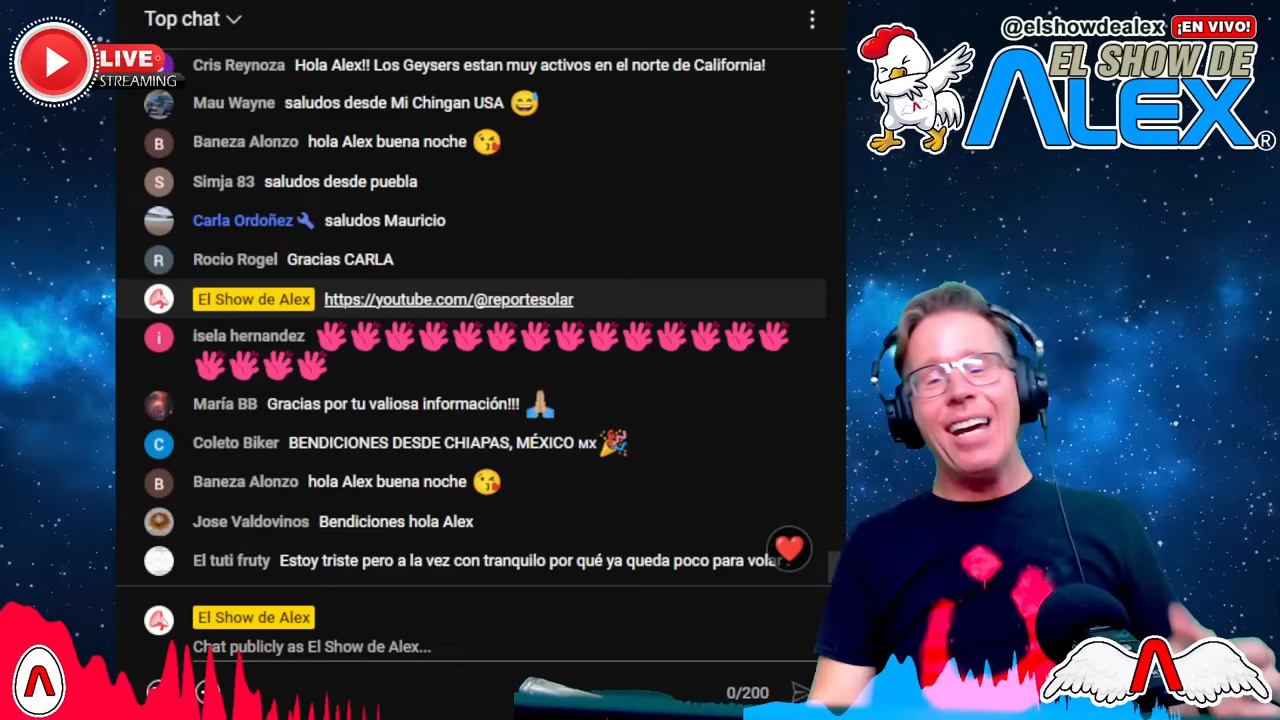 Top chat
@elshowdealex ¡EN VIVO!
EL SHOW DE
ALEX®
LIVE
STREAMING
Cris Reynoza Hola Alex!! Los Geysers estan muy activos en el norte de California!
Mau Wayne saludos desde Mi Chingan USA 😅
B Baneza Alonzo hola Alex buena noche 😘
S Simja 83 saludos desde puebla
Carla Ordoñez saludos Mauricio
R Rocio Rogel Gracias CARLA
El Show de Alex https://youtube.com/@reportesolar
i isela hernandez
María BB Gracias por tu valiosa información!!! 🙏🏼
C Coleto Biker BENDICIONES DESDE CHIAPAS, MÉXICO MX 🎉
B Baneza Alonzo hola Alex buena noche 😘
Jose Valdovinos Bendiciones hola Alex
El tuti fruty Estoy triste pero a la vez con tranquilo por qué ya queda poco para volar
El Show de Alex
Chat publicly as El Show de Alex...
0/200